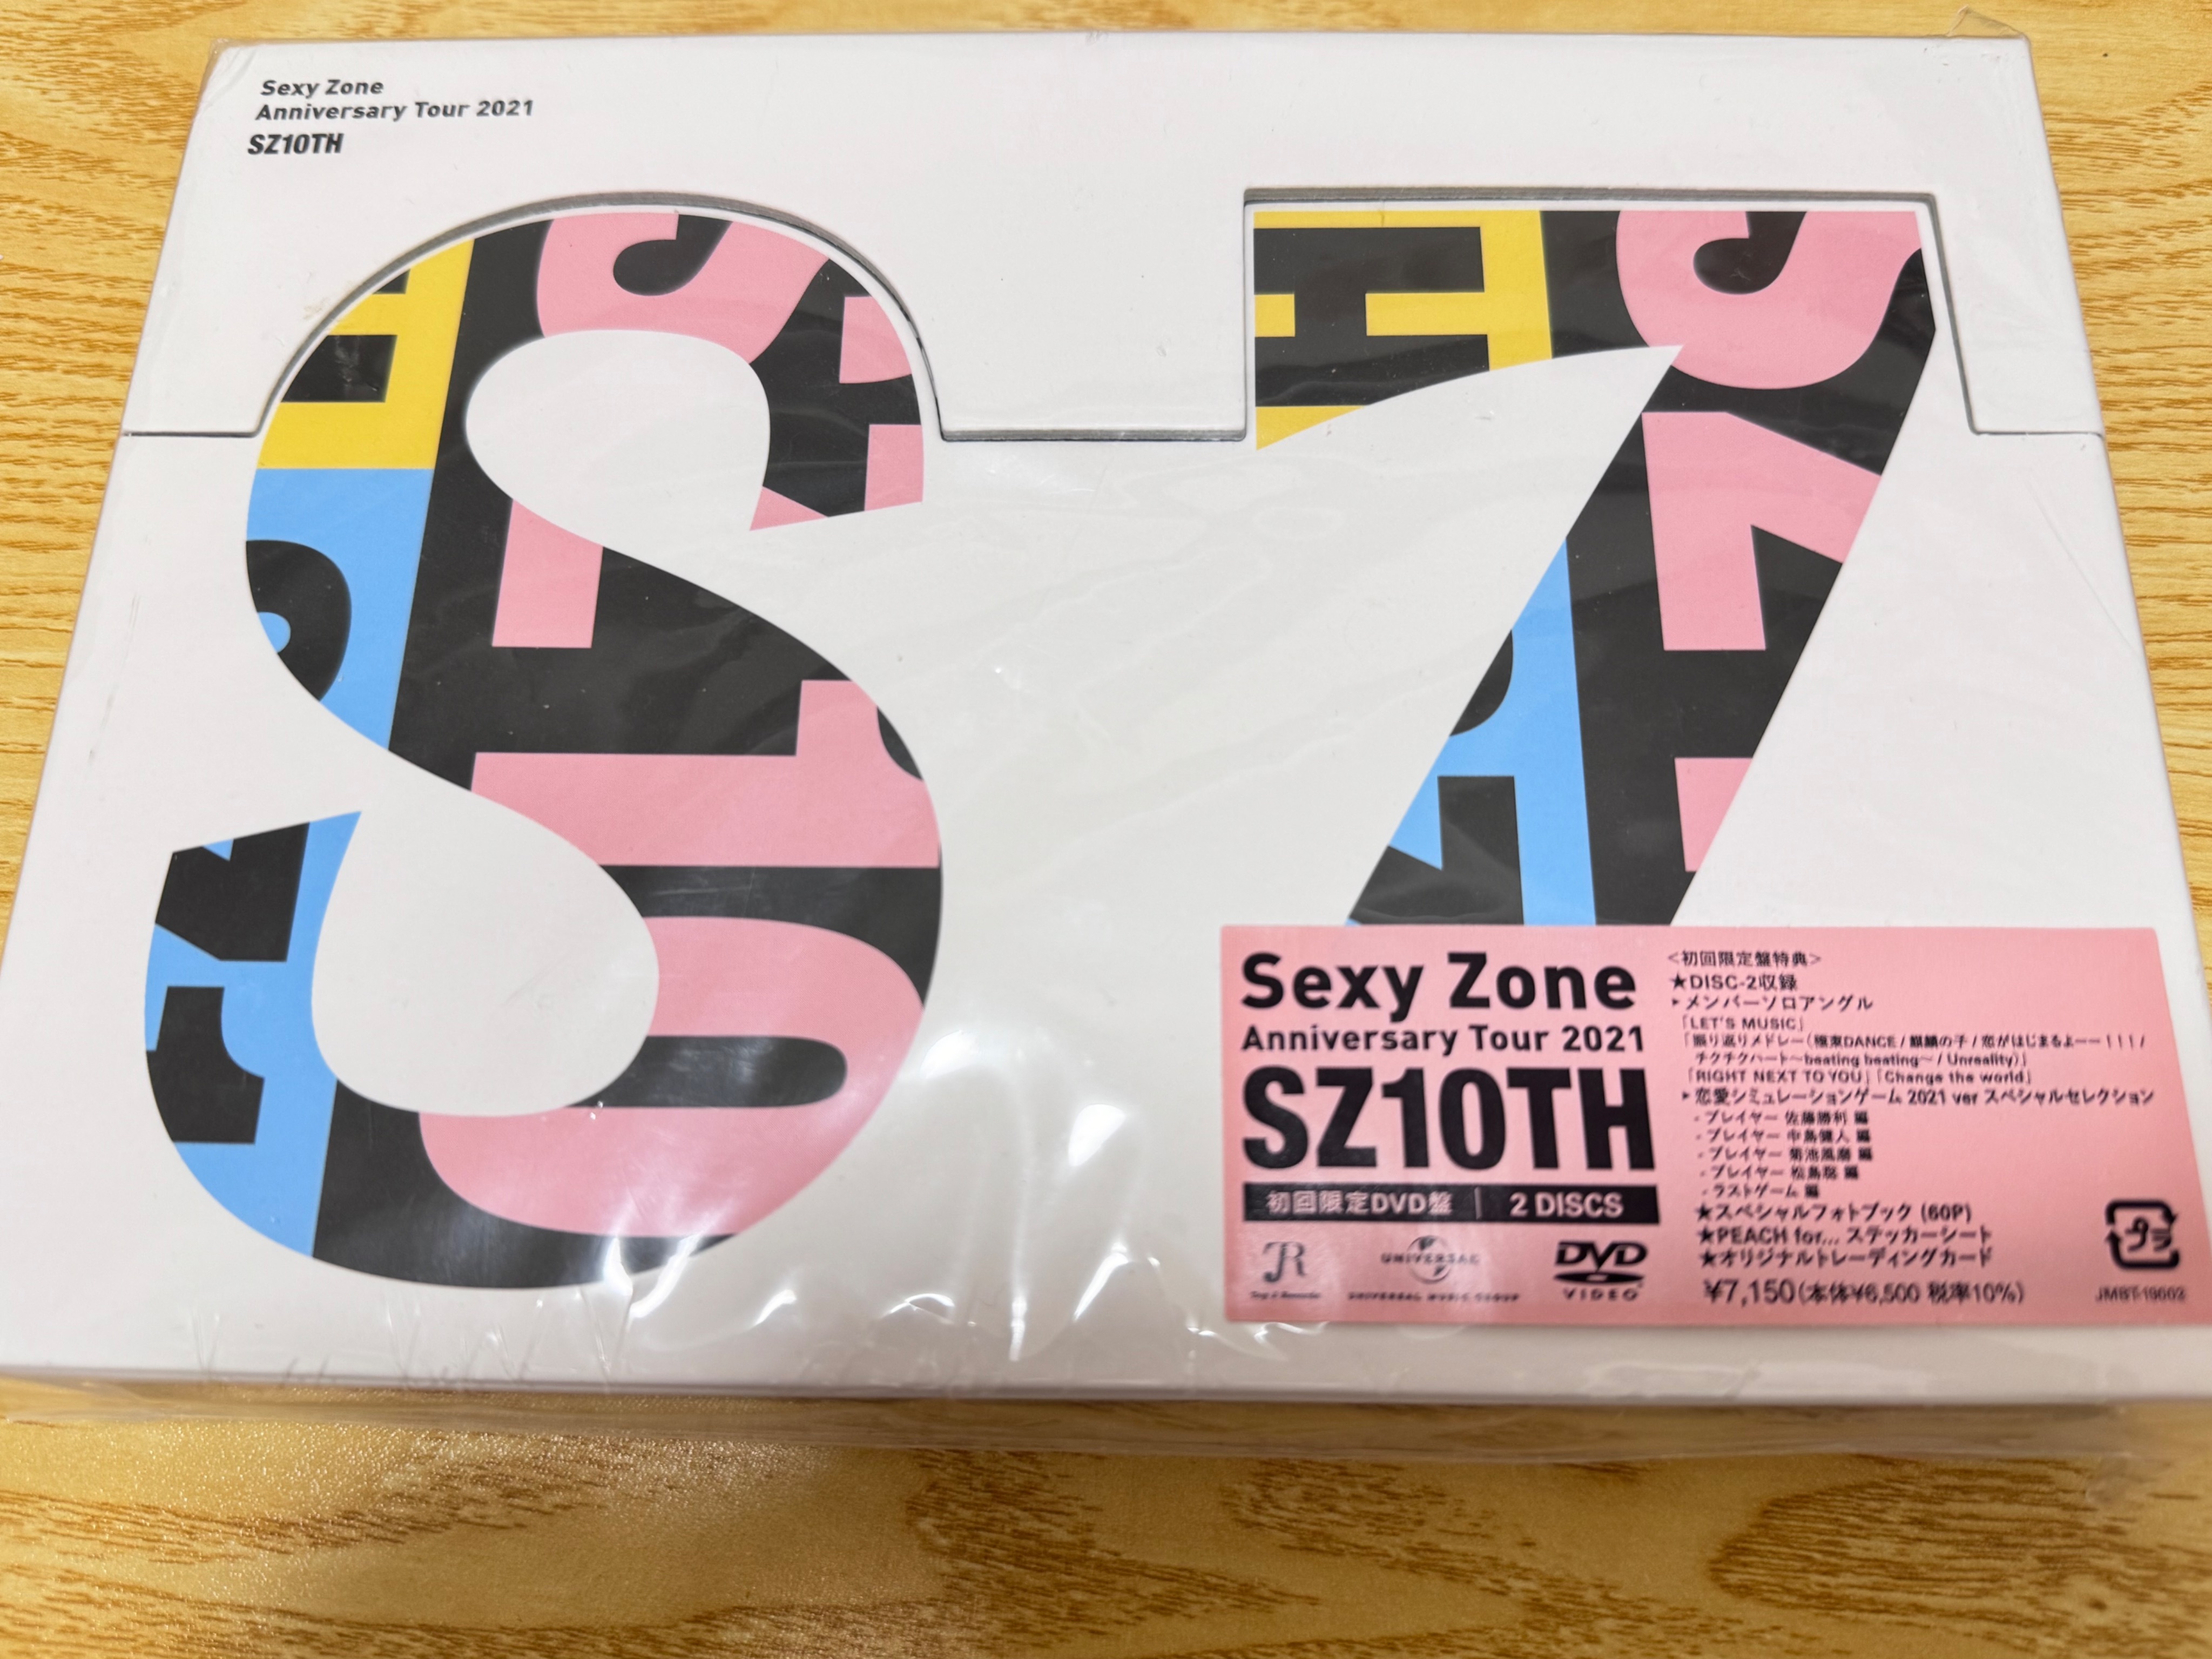 Sexy Zone
Anniversary Tour 2021
SZ10TH
Sexy Zone
Anniversary Tour 2021
SZ10TH
初回限定DVD盤 | 2 DISCS
R
UNIVERSAL
UNIVERSAL MUSIC GROUP
DVD
VIDEO
<初回限定盤特典>
★DISC-2収録
▸メンバーソロアングル
「LET'S MUSIC」
「振り返りメドレー(極東DANCE / 麒麟の子 / 恋がはじまるよーー!!! /
チクチクハート〜beating beating〜 / Unreality)」
「RIGHT NEXT TO YOU」「Change the world」
▸恋愛シミュレーションゲーム 2021 ver スペシャルセレクション
- プレイヤー 佐藤勝利 編
- プレイヤー 中島健人 編
- プレイヤー 菊池風磨 編
- プレイヤー 松島聡 編
- ラストゲーム 編
★スペシャルフォトブック (60P)
★PEACH for... ステッカーシート
★オリジナルトレーディングカード
¥7,150(本体¥6,500 税率10%)
プラ